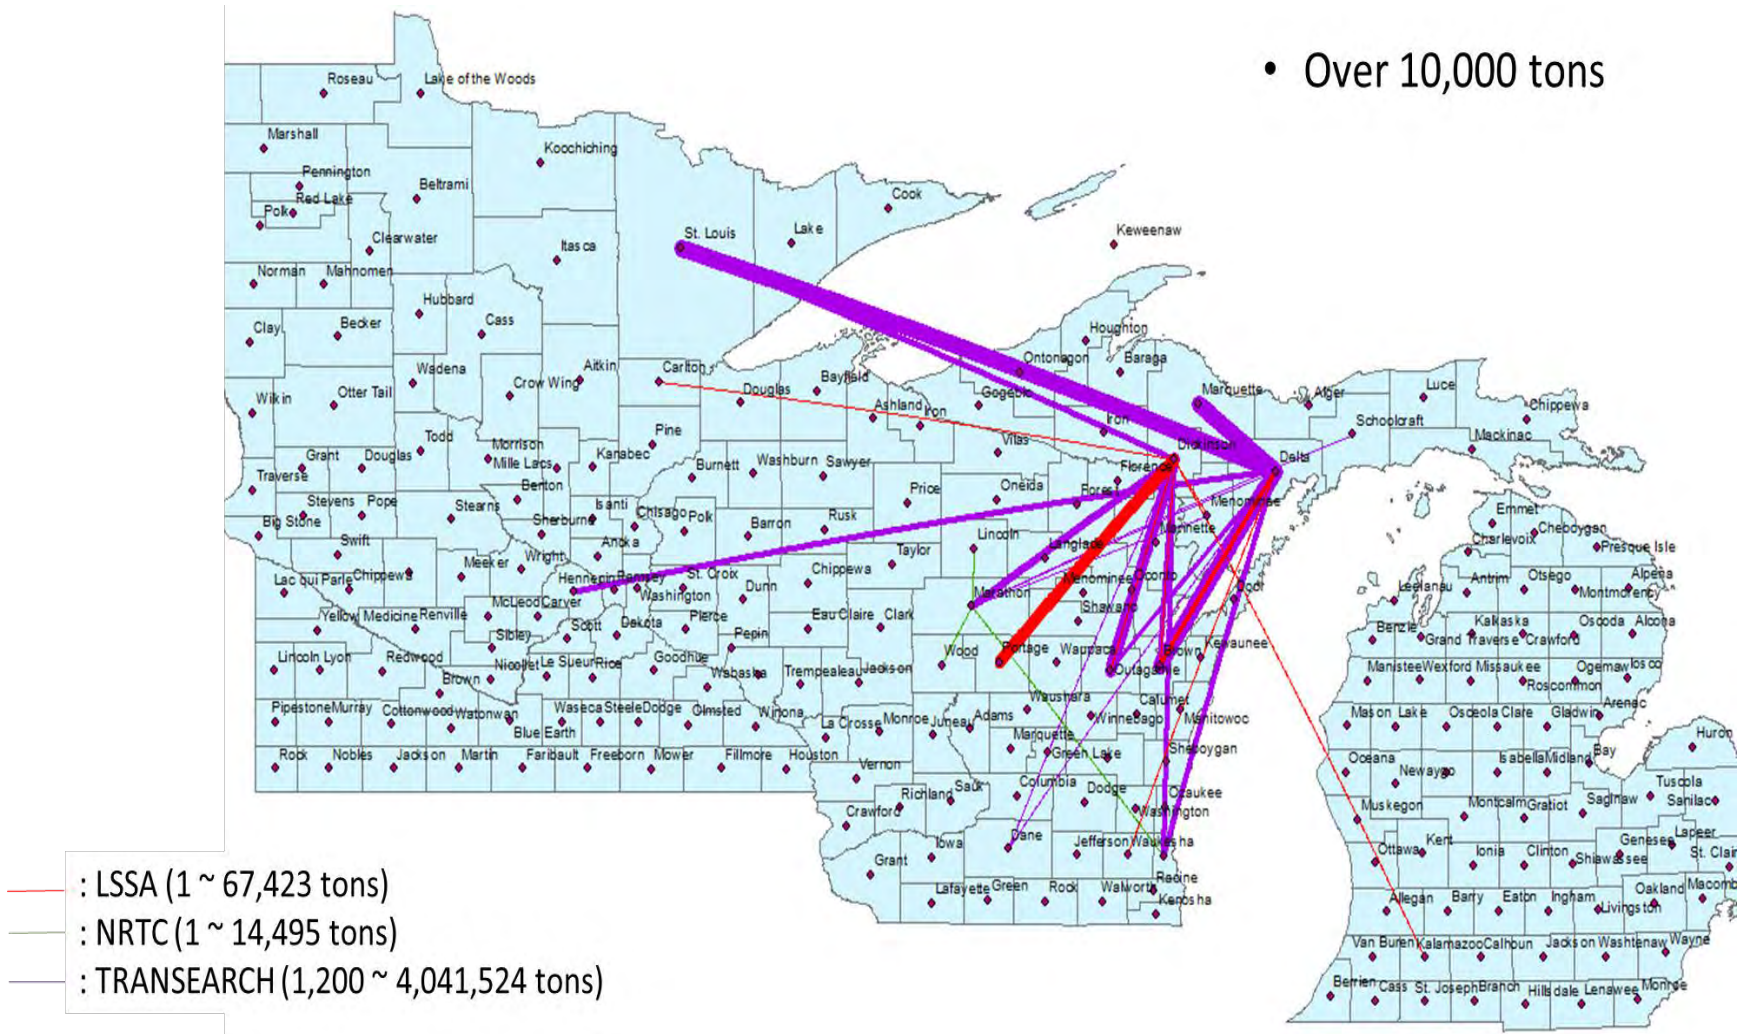 • Over 10,000 tons
Roseau
Lake of the Woods
Marshall
Koochiching
Pennington
Beltrami
Red Lake
Polk
Cook
Clearwater
St. Louis
Lake
Itasca
Keweenaw
Norman
Mahnomen
Hubbard
Cass
Clay
Becker
Houghton
Ontonagon
Baraga
Wadena
Aitkin
Carlton
Crow Wing
Otter Tail
Wilkin
Douglas
Bayfield
Ashland
Iron
Gogebic
Iron
Marquette
Alger
Luce
Chippewa
Schoolcraft
Mackinac
Dickinson
Delta
Todd
Morrison
Mille Lacs
Kanabec
Pine
Burnett
Washburn
Sawyer
Vilas
Florence
Grant
Douglas
Traverse
Stevens
Pope
Stearns
Benton
Isanti
Sherburne
Chisago
Polk
Barron
Rusk
Price
Oneida
Forest
Menominee
Marinette
Big Stone
Swift
Wright
Anoka
Lincoln
Langlade
Taylor
Emmet
Cheboygan
Charlevoix
Presque Isle
Lac qui Parle
Chippewa
Meeker
Hennepin
Ramsey
Washington
St. Croix
Dunn
Chippewa
Marathon
Menominee
Oconto
Shawano
Door
Leelanau
Antrim
Otsego
Alpena
Montmorency
Yellow Medicine
Renville
McLeod
Carver
Scott
Dakota
Pierce
Pepin
Eau Claire
Clark
Kewaunee
Benzie
Grand Traverse
Kalkaska
Crawford
Oscoda
Alcona
Sibley
Lincoln
Lyon
Redwood
Nicollet
Le Sueur
Rice
Goodhue
Wabasha
Trempealeau
Jackson
Wood
Portage
Waupaca
Outagamie
Brown
Manistee
Wexford
Missaukee
Roscommon
Ogemaw
Iosco
Brown
Pipestone
Murray
Cottonwood
Watonwan
Blue Earth
Waseca
Steele
Dodge
Olmsted
Winona
La Crosse
Monroe
Juneau
Adams
Waushara
Winnebago
Calumet
Manitowoc
Mason
Lake
Osceola
Clare
Gladwin
Arenac
Rock
Nobles
Jackson
Martin
Faribault
Freeborn
Mower
Fillmore
Houston
Vernon
Marquette
Green Lake
Sheboygan
Oceana
Newaygo
Isabella
Midland
Bay
Huron
Tuscola
Sanilac
Crawford
Richland
Sauk
Columbia
Dodge
Ozaukee
Washington
Muskegon
Montcalm
Gratiot
Saginaw
Dane
Iowa
Grant
Jefferson
Waukesha
Ottawa
Kent
Ionia
Clinton
Shiawassee
Genesee
Lapeer
St. Clair
Lafayette
Green
Rock
Walworth
Racine
Kenosha
Allegan
Barry
Eaton
Ingham
Livingston
Oakland
Macomb
Van Buren
Kalamazoo
Calhoun
Jackson
Washtenaw
Wayne
Berrien
Cass
St. Joseph
Branch
Hillsdale
Lenawee
Monroe
: LSSA (1 ~ 67,423 tons)
: NRTC (1 ~ 14,495 tons)
: TRANSEARCH (1,200 ~ 4,041,524 tons)